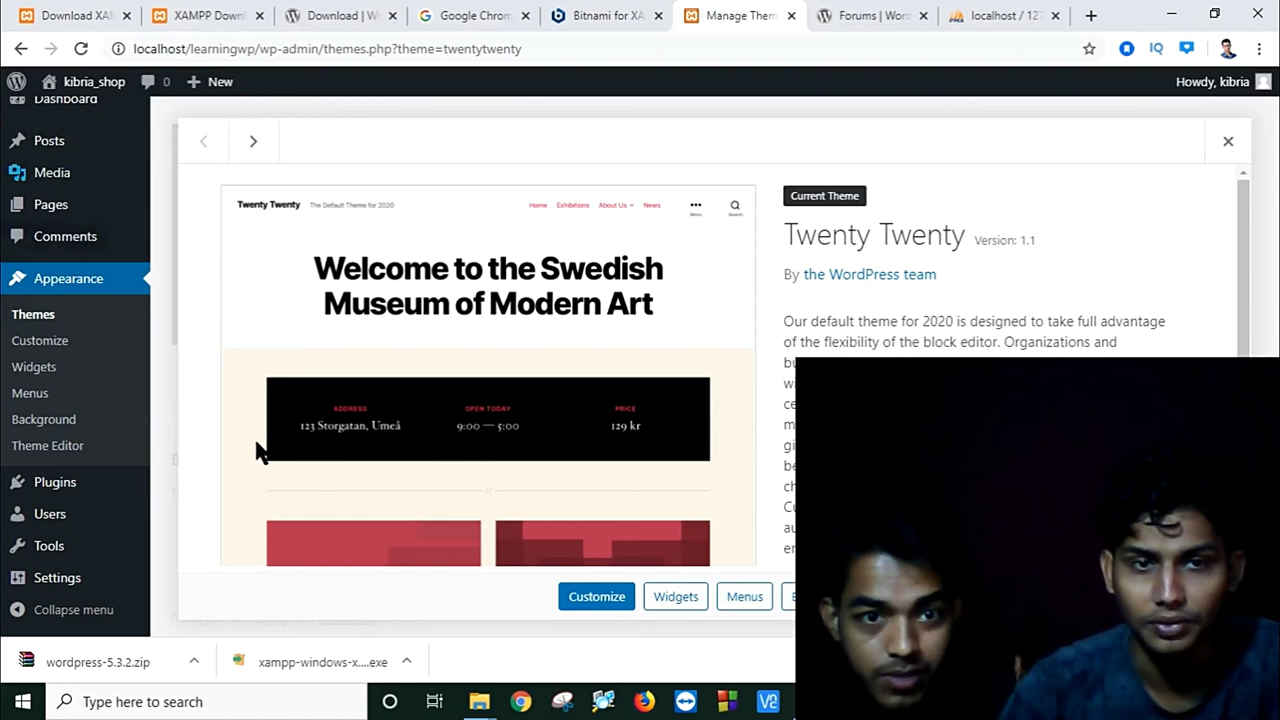 Download XAM
XAMPP Downl
Download | W
Google Chrom
Bitnami for XA
Manage Them
Forums | Word
localhost / 127
localhost/learningwp/wp-admin/themes.php?theme=twentytwenty
kibria_shop
0
New
Howdy, kibria
Dashboard
Posts
Media
Pages
Comments
Appearance
Themes
Customize
Widgets
Menus
Background
Theme Editor
Plugins
Users
Tools
Settings
Collapse menu
Twenty Twenty
The Default Theme for 2020
Home
Exhibitions
About Us
News
Menu
Search
Welcome to the Swedish
Museum of Modern Art
ADDRESS
OPEN TODAY
PRICE
123 Storgatan, Umeå
9:00 — 5:00
129 kr
Current Theme
Twenty Twenty Version: 1.1
By the WordPress team
Our default theme for 2020 is designed to take full advantage
of the flexibility of the block editor. Organizations and
Customize
Widgets
Menus
wordpress-5.3.2.zip
xampp-windows-x....exe
Type here to search